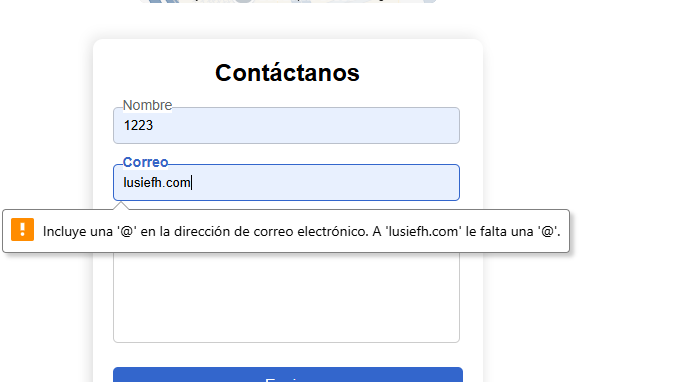 Contáctanos
Nombre
1223
Correo
lusiefh.com
Incluye una '@' en la dirección de correo electrónico. A 'lusiefh.com' le falta una '@'.